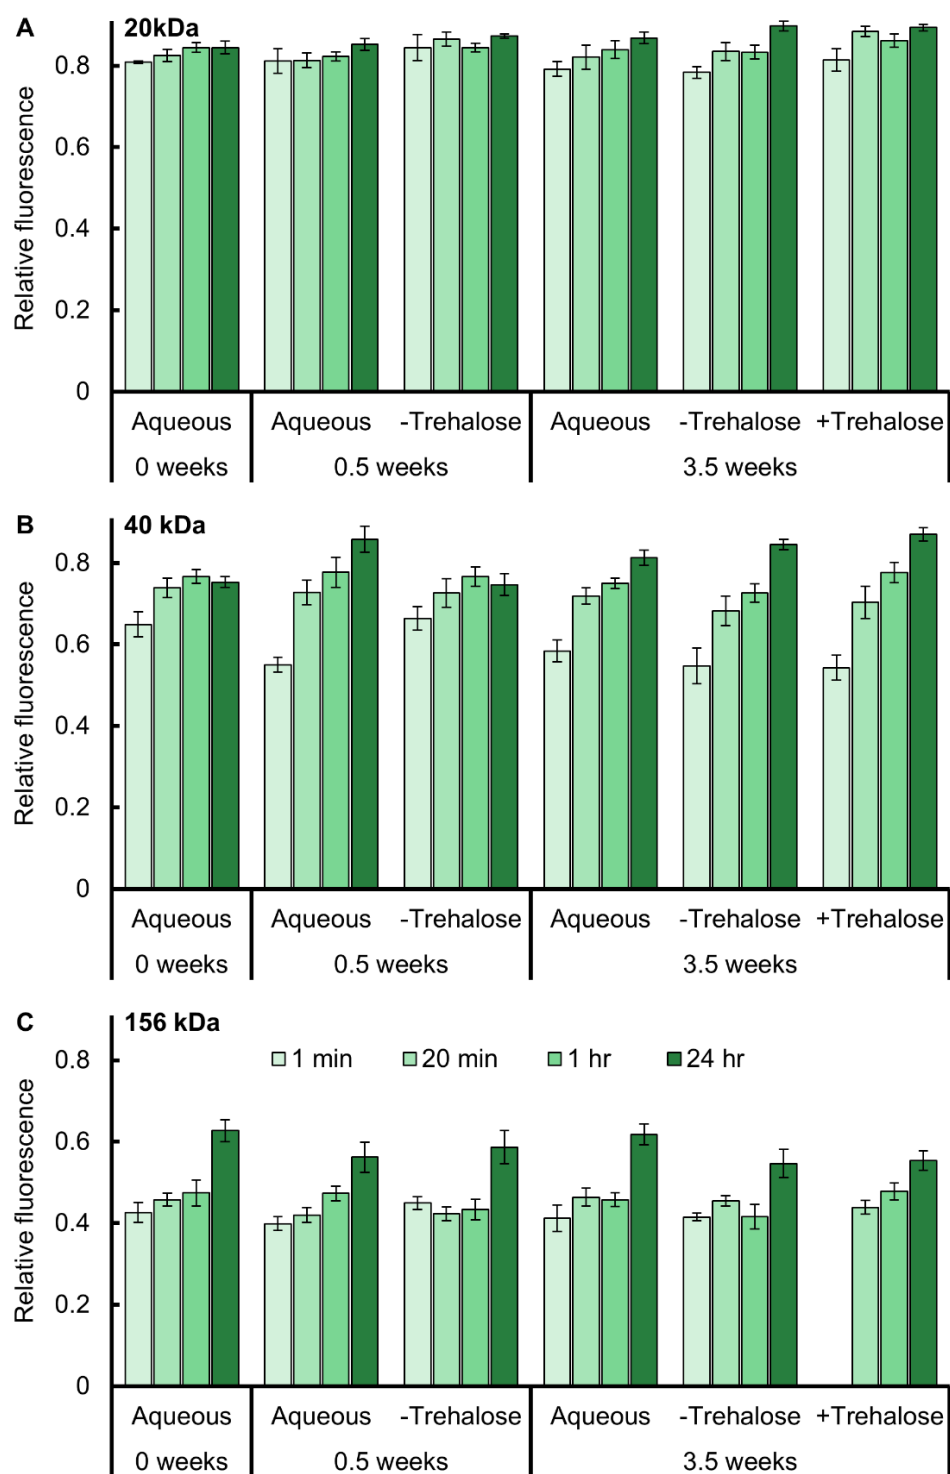 A 20kDa
Relative fluorescence
0.8
0.6
0.4
0.2
0
Aqueous Aqueous -Trehalose Aqueous -Trehalose +Trehalose
0 weeks 0.5 weeks 3.5 weeks
B 40 kDa
Relative fluorescence
0.8
0.6
0.4
0.2
0
Aqueous Aqueous -Trehalose Aqueous -Trehalose +Trehalose
0 weeks 0.5 weeks 3.5 weeks
C 156 kDa
1 min 20 min 1 hr 24 hr
Relative fluorescence
0.8
0.6
0.4
0.2
0
Aqueous Aqueous -Trehalose Aqueous -Trehalose +Trehalose
0 weeks 0.5 weeks 3.5 weeks